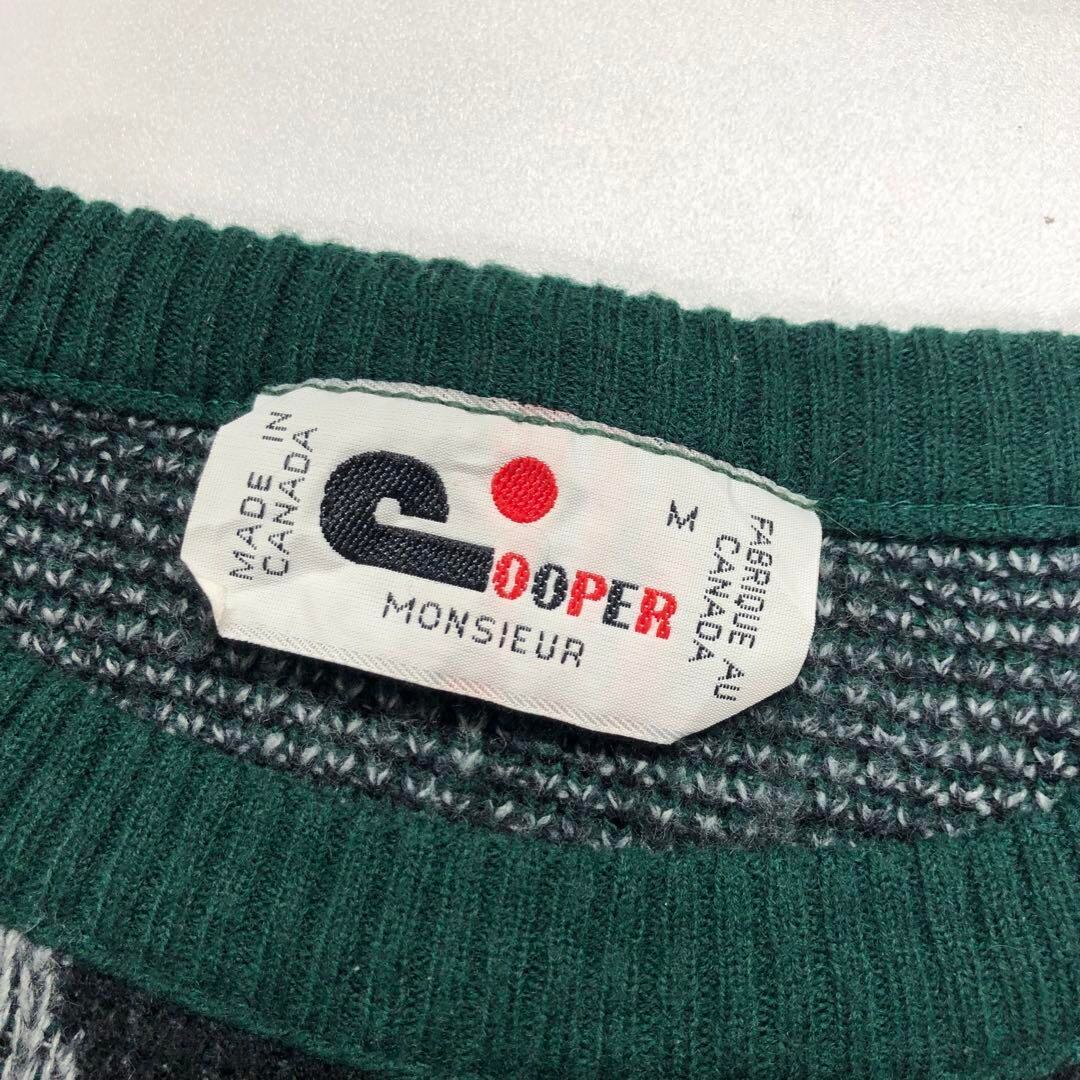 MADE IN
CANADA
COOPER
MONSIEUR
M
FABRIQUE AU
CANADA